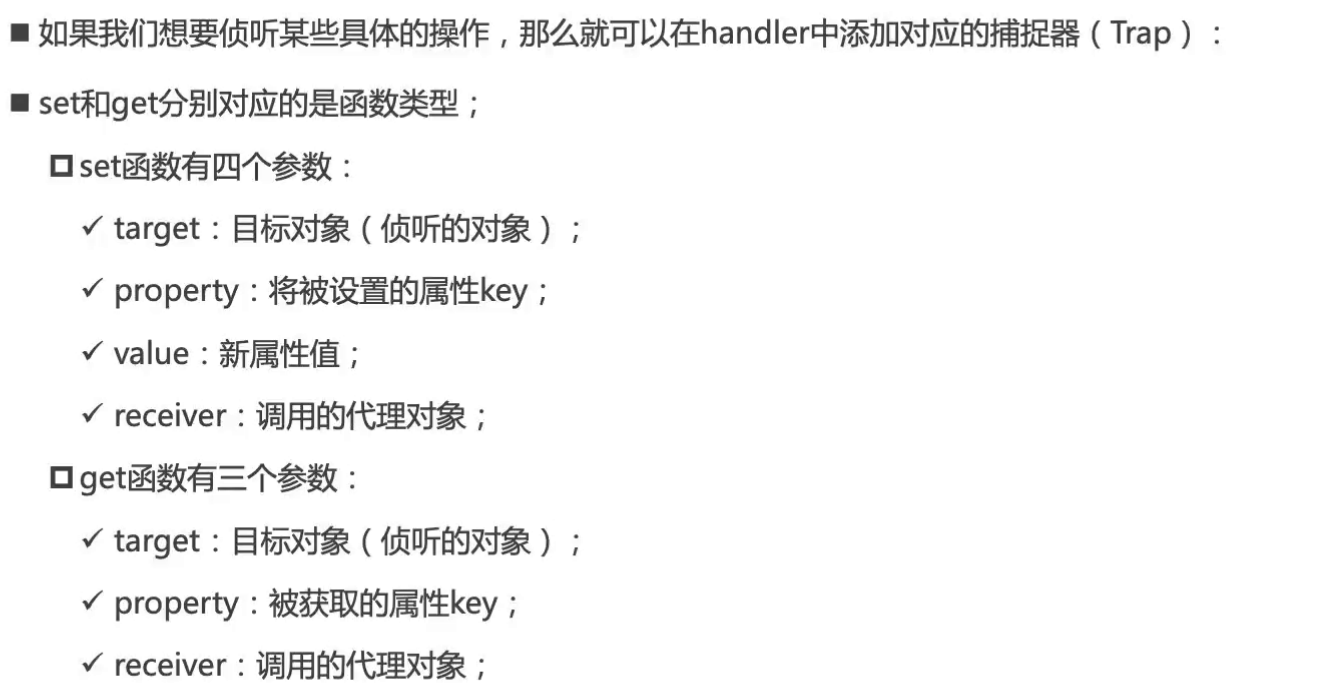 ■ 如果我们想要侦听某些具体的操作，那么就可以在handler中添加对应的捕捉器（Trap）：
■ set和get分别对应的是函数类型；
□ set函数有四个参数：
✓ target：目标对象（侦听的对象）；
✓ property：将被设置的属性key；
✓ value：新属性值；
✓ receiver：调用的代理对象；
□ get函数有三个参数：
✓ target：目标对象（侦听的对象）；
✓ property：被获取的属性key；
✓ receiver：调用的代理对象；